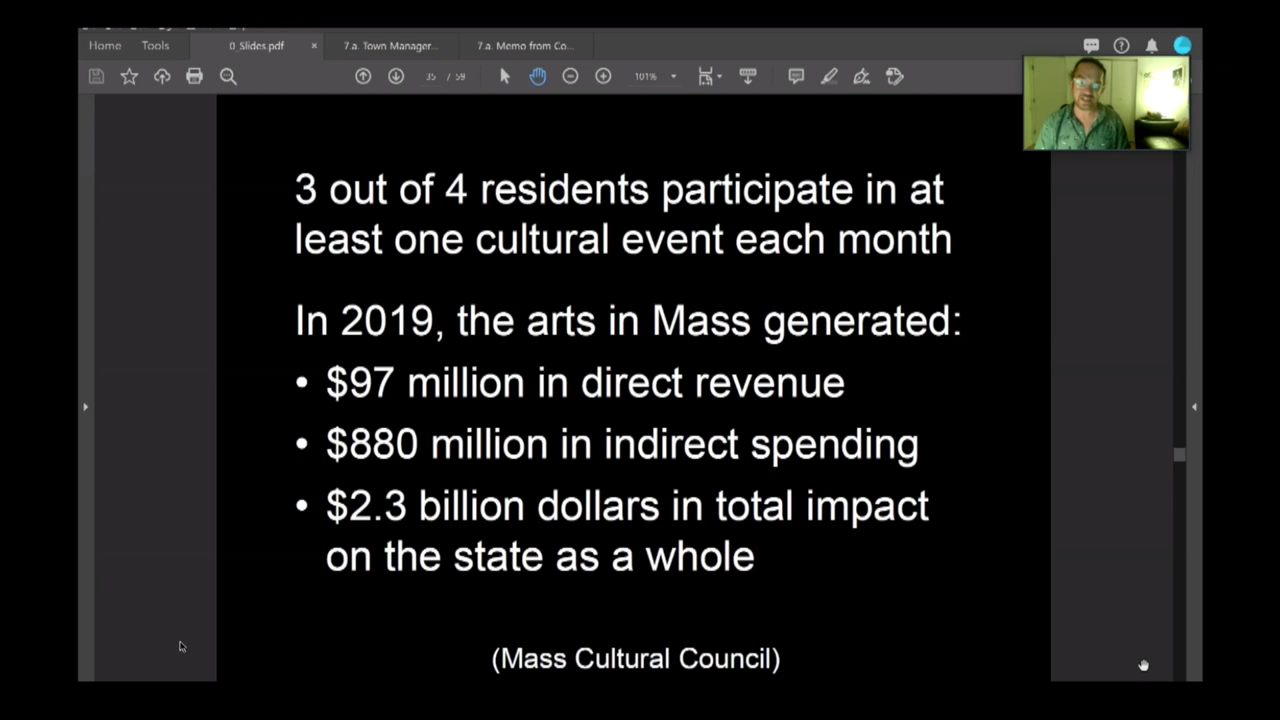 Home Tools 0_Slides.pdf × 7.a. Town Manager... 7.a. Memo from Co...
35 / 59 101%
3 out of 4 residents participate in at
least one cultural event each month
In 2019, the arts in Mass generated:
• $97 million in direct revenue
• $880 million in indirect spending
• $2.3 billion dollars in total impact
on the state as a whole
(Mass Cultural Council)